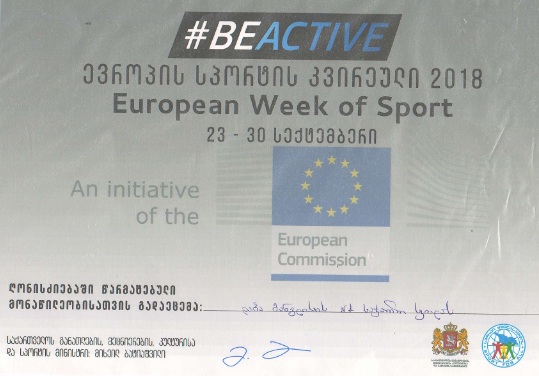 #BEACTIVE
ევროპის სპორტის კვირეული 2018
European Week of Sport
23 - 30 სექტემბერი
An initiative
of the
European
Commission
ღონისძიებაში წარმატებული
მონაწილეობისათვის გადაეცემა:
საქართველოს განათლების, მეცნიერების, კულტურისა
და სპორტის მინისტრი: მიხეილ ბატიაშვილი